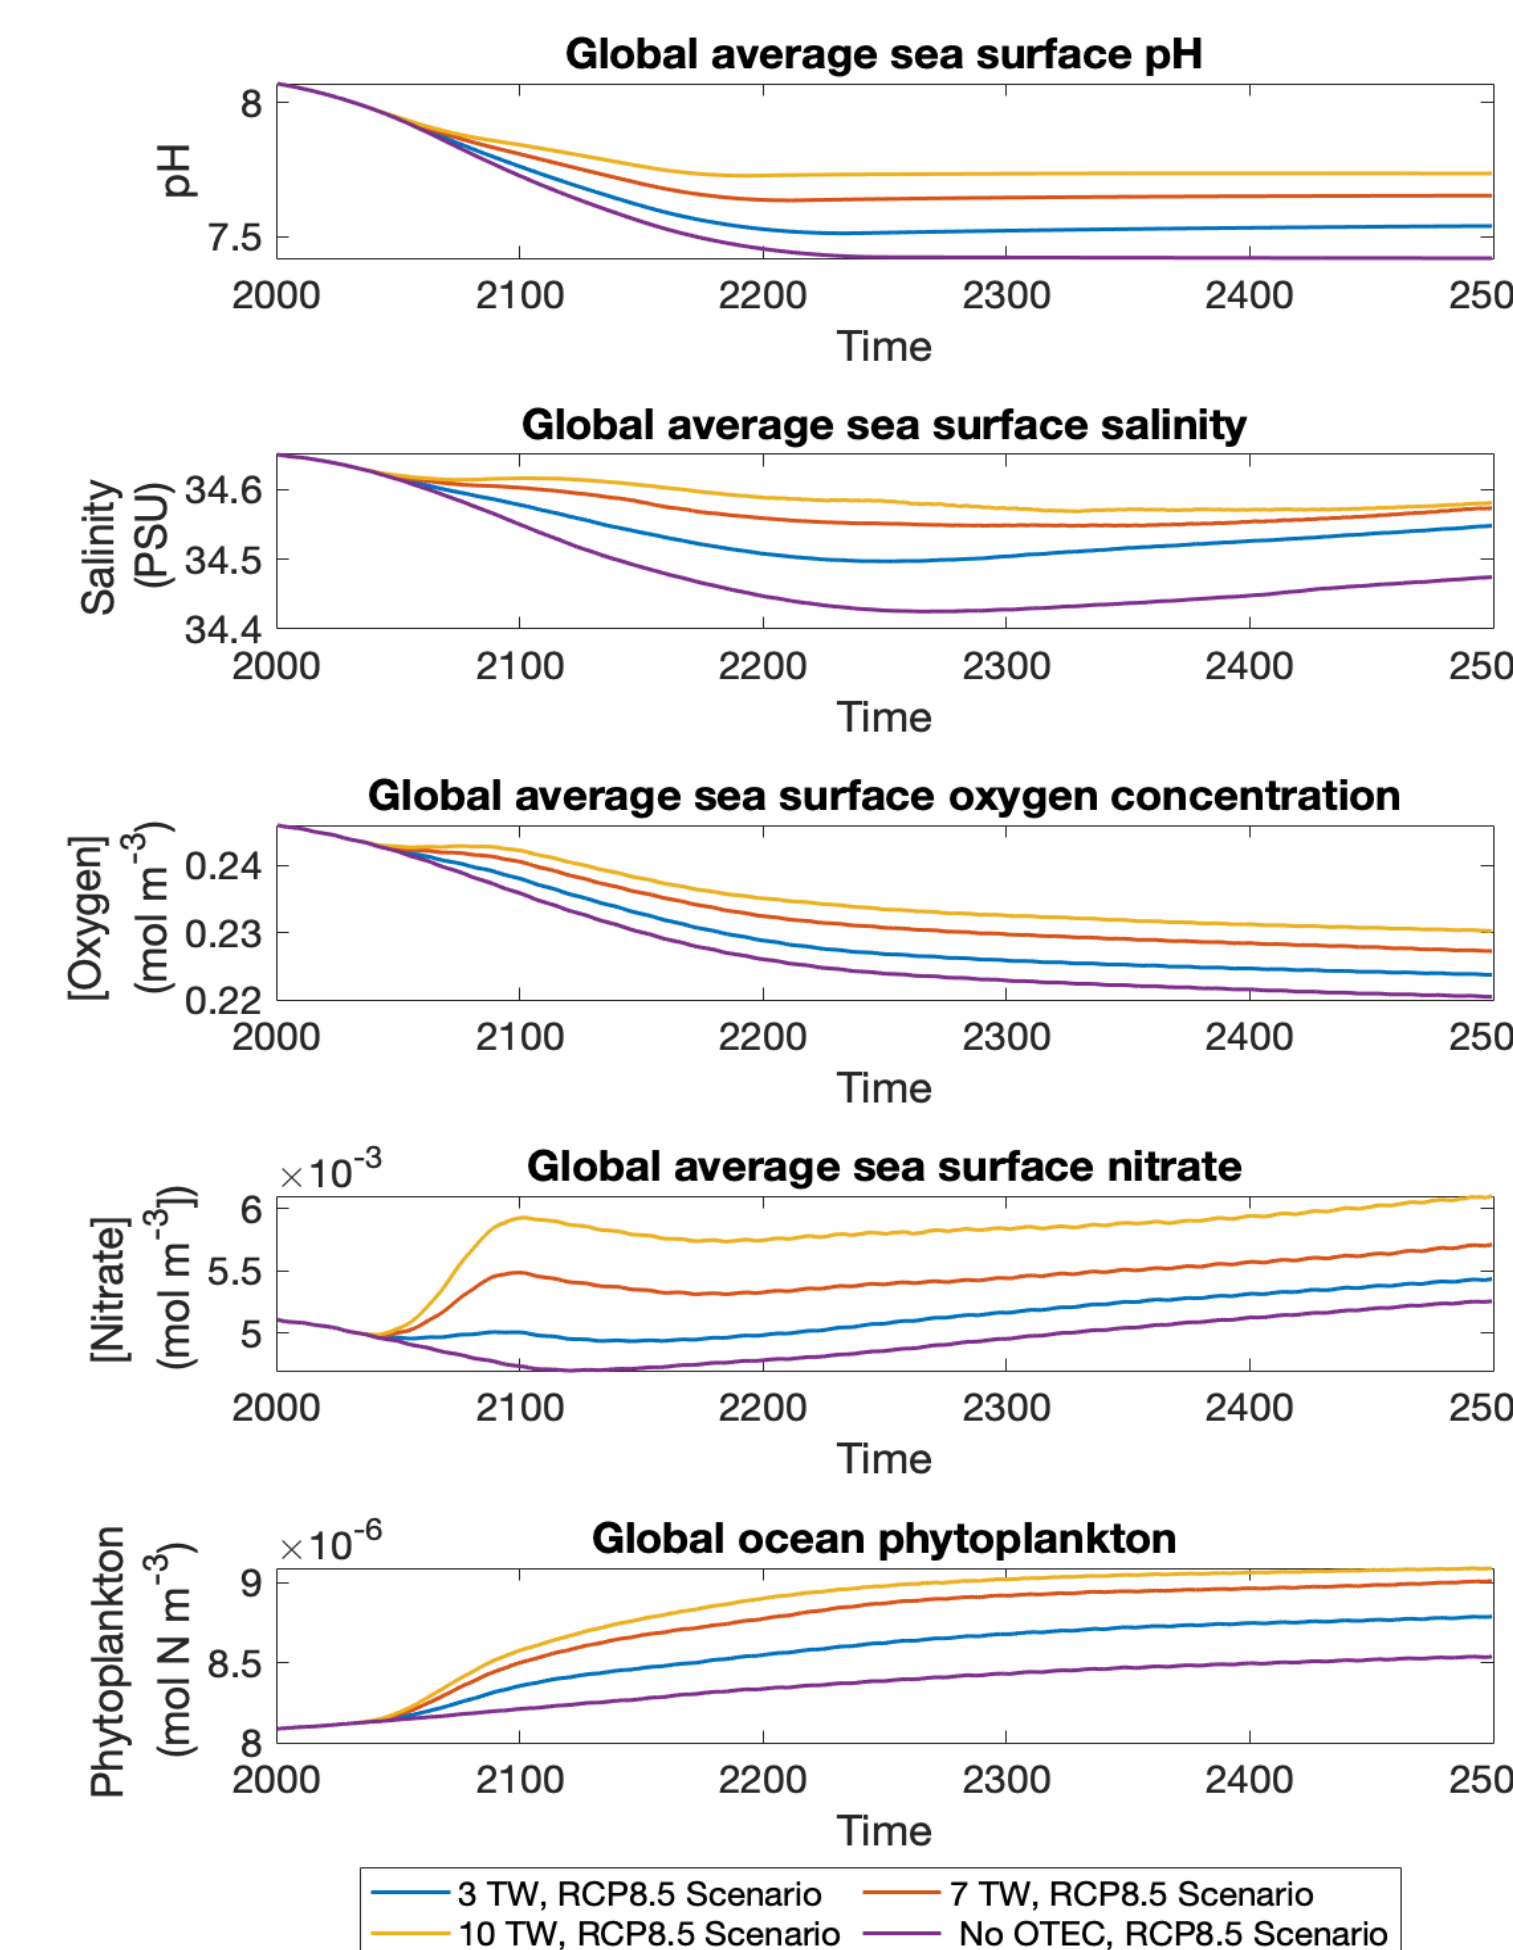 Global average sea surface pH
pH
8
7.5
2000 2100 2200 2300 2400 250
Time
Global average sea surface salinity
Salinity
(PSU)
34.6
34.5
34.4
2000 2100 2200 2300 2400 250
Time
Global average sea surface oxygen concentration
[Oxygen]
(mol m⁻³)
0.24
0.23
0.22
2000 2100 2200 2300 2400 250
Time
×10⁻³
Global average sea surface nitrate
[Nitrate]
(mol m⁻³])
6
5.5
5
2000 2100 2200 2300 2400 250
Time
×10⁻⁶
Global ocean phytoplankton
Phytoplankton
(mol N m⁻³)
9
8.5
8
2000 2100 2200 2300 2400 250
Time
3 TW, RCP8.5 Scenario 7 TW, RCP8.5 Scenario
10 TW, RCP8.5 Scenario No OTEC, RCP8.5 Scenario